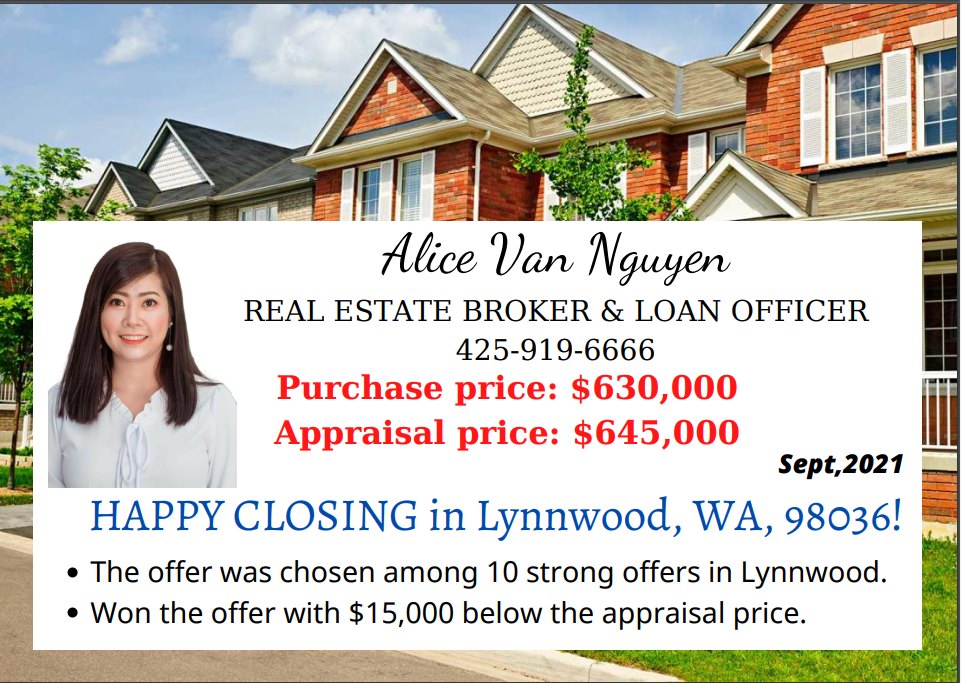 Alice Van Nguyen
REAL ESTATE BROKER & LOAN OFFICER
425-919-6666
Purchase price: $630,000
Appraisal price: $645,000
Sept,2021
HAPPY CLOSING in Lynnwood, WA, 98036!
• The offer was chosen among 10 strong offers in Lynnwood.
• Won the offer with $15,000 below the appraisal price.